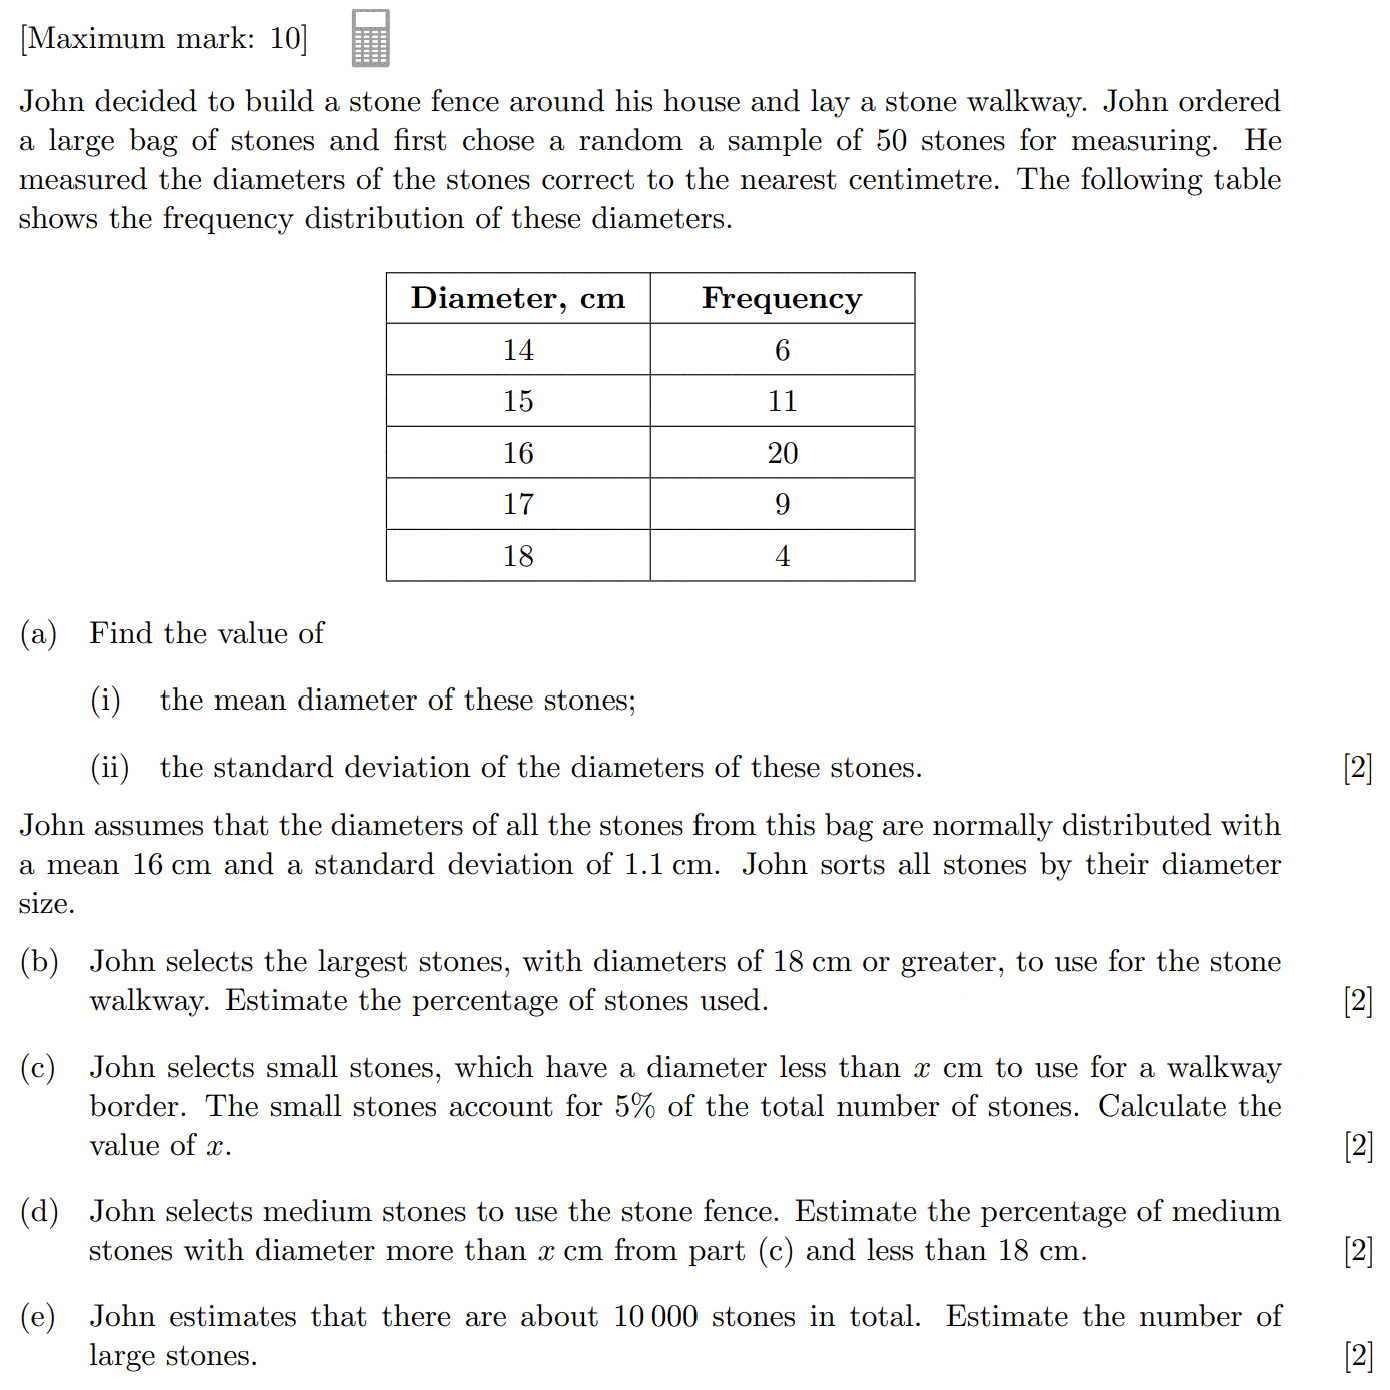 [Maximum mark: 10]
John decided to build a stone fence around his house and lay a stone walkway. John ordered
a large bag of stones and first chose a random a sample of 50 stones for measuring. He
measured the diameters of the stones correct to the nearest centimetre. The following table
shows the frequency distribution of these diameters.
Diameter, cm Frequency
14 6
15 11
16 20
17 9
18 4
(a) Find the value of
(i) the mean diameter of these stones;
(ii) the standard deviation of the diameters of these stones. [2]
John assumes that the diameters of all the stones from this bag are normally distributed with
a mean 16 cm and a standard deviation of 1.1 cm. John sorts all stones by their diameter
size.
(b) John selects the largest stones, with diameters of 18 cm or greater, to use for the stone
walkway. Estimate the percentage of stones used. [2]
(c) John selects small stones, which have a diameter less than x cm to use for a walkway
border. The small stones account for 5% of the total number of stones. Calculate the
value of x. [2]
(d) John selects medium stones to use the stone fence. Estimate the percentage of medium
stones with diameter more than x cm from part (c) and less than 18 cm. [2]
(e) John estimates that there are about 10 000 stones in total. Estimate the number of
large stones. [2]